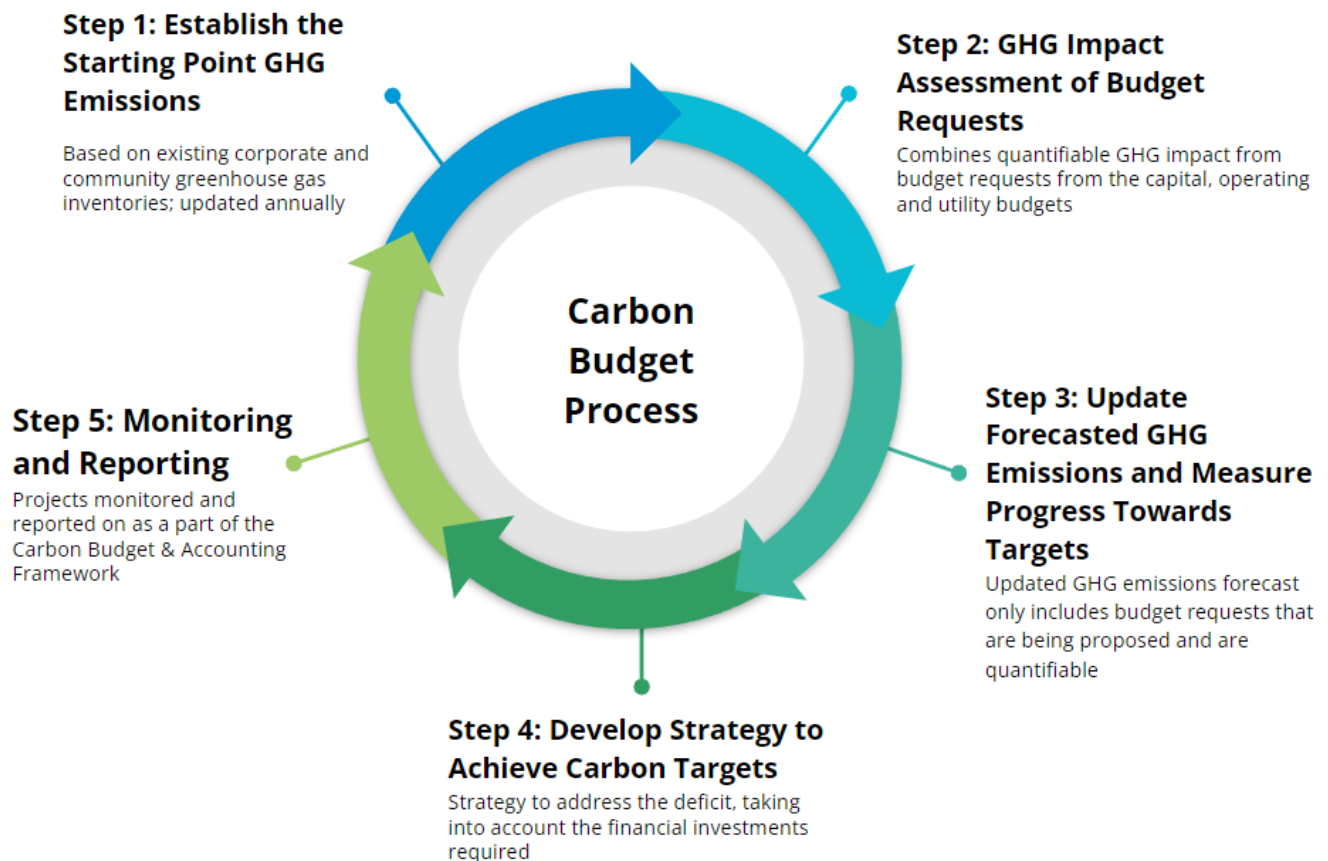 Step 1: Establish the
Starting Point GHG
Emissions
Based on existing corporate and
community greenhouse gas
inventories; updated annually
Step 2: GHG Impact
Assessment of Budget
Requests
Combines quantifiable GHG impact from
budget requests from the capital, operating
and utility budgets
Carbon
Budget
Process
Step 3: Update
Forecasted GHG
Emissions and Measure
Progress Towards
Targets
Updated GHG emissions forecast
only includes budget requests that
are being proposed and are
quantifiable
Step 4: Develop Strategy to
Achieve Carbon Targets
Strategy to address the deficit, taking
into account the financial investments
required
Step 5: Monitoring
and Reporting
Projects monitored and
reported on as a part of the
Carbon Budget & Accounting
Framework